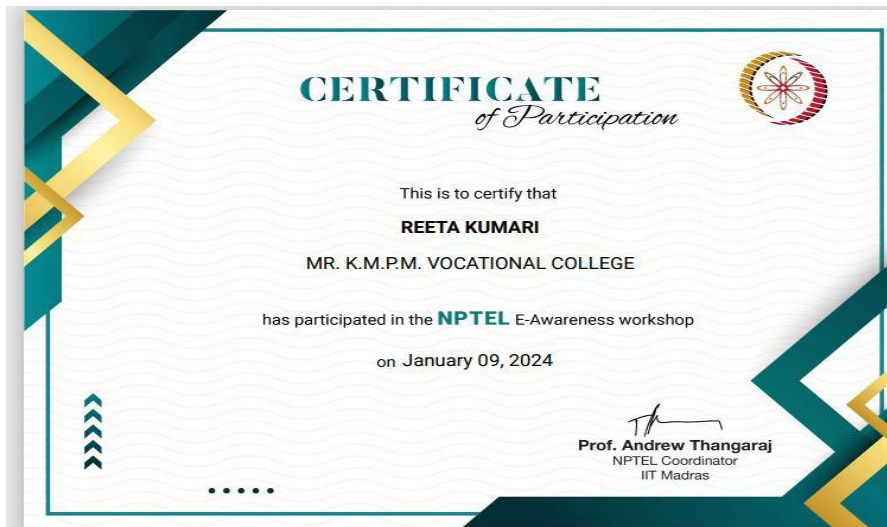 CERTIFICATE
of Participation
This is to certify that
REETA KUMARI
MR. K.M.P.M. VOCATIONAL COLLEGE
has participated in the NPTEL E-Awareness workshop
on January 09, 2024
Prof. Andrew Thangaraj
NPTEL Coordinator
IIT Madras